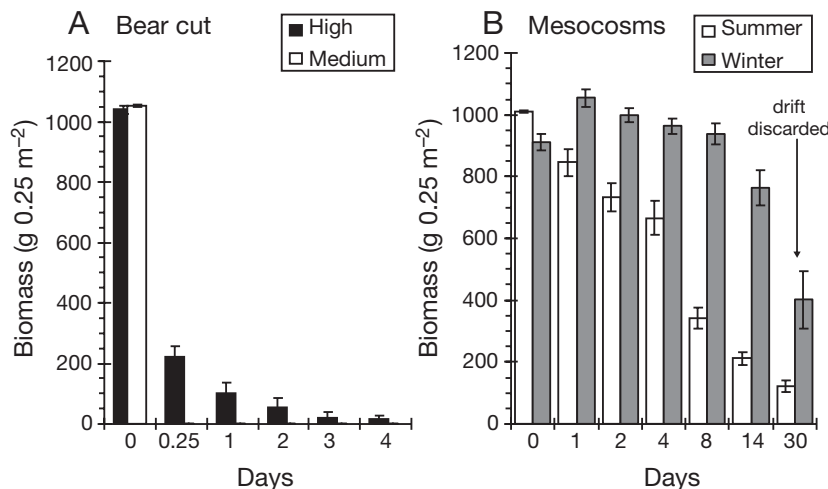 A Bear cut
High
Medium
1200
1000
800
600
400
200
0
Biomass (g 0.25 m⁻²)
0 0.25 1 2 3 4
Days
B Mesocosms
Summer
Winter
drift
discarded
1200
1000
800
600
400
200
0
Biomass (g 0.25 m⁻²)
0 1 2 4 8 14 30
Days